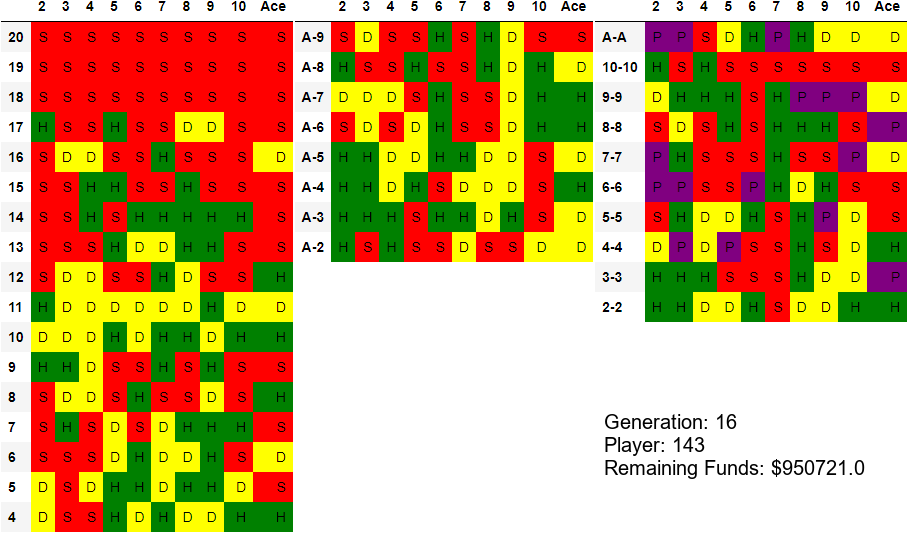 2 3 4 5 6 7 8 9 10 Ace
20 S S S S S S S S S S
19 S S S S S S S S S S
18 S S S S S S S S S S
17 H S S H S S D D S S
16 S D D S S H S S S D
15 S S H H S S H S S S
14 S S H S H H H H H S
13 S S S H D D H H S S
12 S D D S S H D S S H
11 H D D D D D D H D D
10 D D D H D H H D H H
9 H H D S S H S H S H
8 S D D S H S S D S H
7 S H S D S D H H H S
6 S S S D H D D H S D
5 D S D H H D H H D S
4 D S S H D H D D H H
2 3 4 5 6 7 8 9 10 Ace
A-9 S D S S H S H D S S
A-8 H S S H S S H D H D
A-7 D D D S H S S D H H
A-6 S D S D H S S D H H
A-5 H H D D H H D D S D
A-4 H H D H S D D D S H
A-3 H H H S H H D H S D
A-2 H S H S S D S S D D
2 3 4 5 6 7 8 9 10 Ace
A-A P P S D H P H D D D
10-10 H S H S S S S S S S
9-9 D H H H S H P P P D
8-8 S D S H S H H H S P
7-7 P H S S S H S S P D
6-6 P P S S P H D H S S
5-5 S H D D H S H P D S
4-4 D P D P S S H S D H
3-3 H H H S S S H D D P
2-2 H H D D H S D D H H
Generation: 16
Player: 143
Remaining Funds: $950721.0